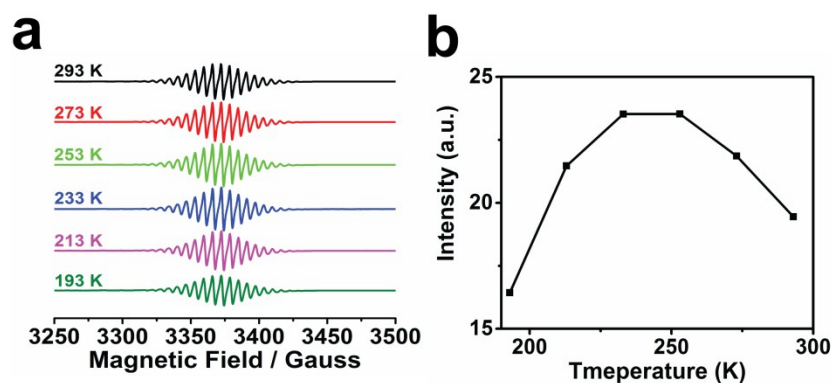 a
293 K
273 K
253 K
233 K
213 K
193 K
3250 3300 3350 3400 3450 3500
Magnetic Field / Gauss
b
25
20
15
Intensity (a.u.)
200 250 300
Tmeperature (K)